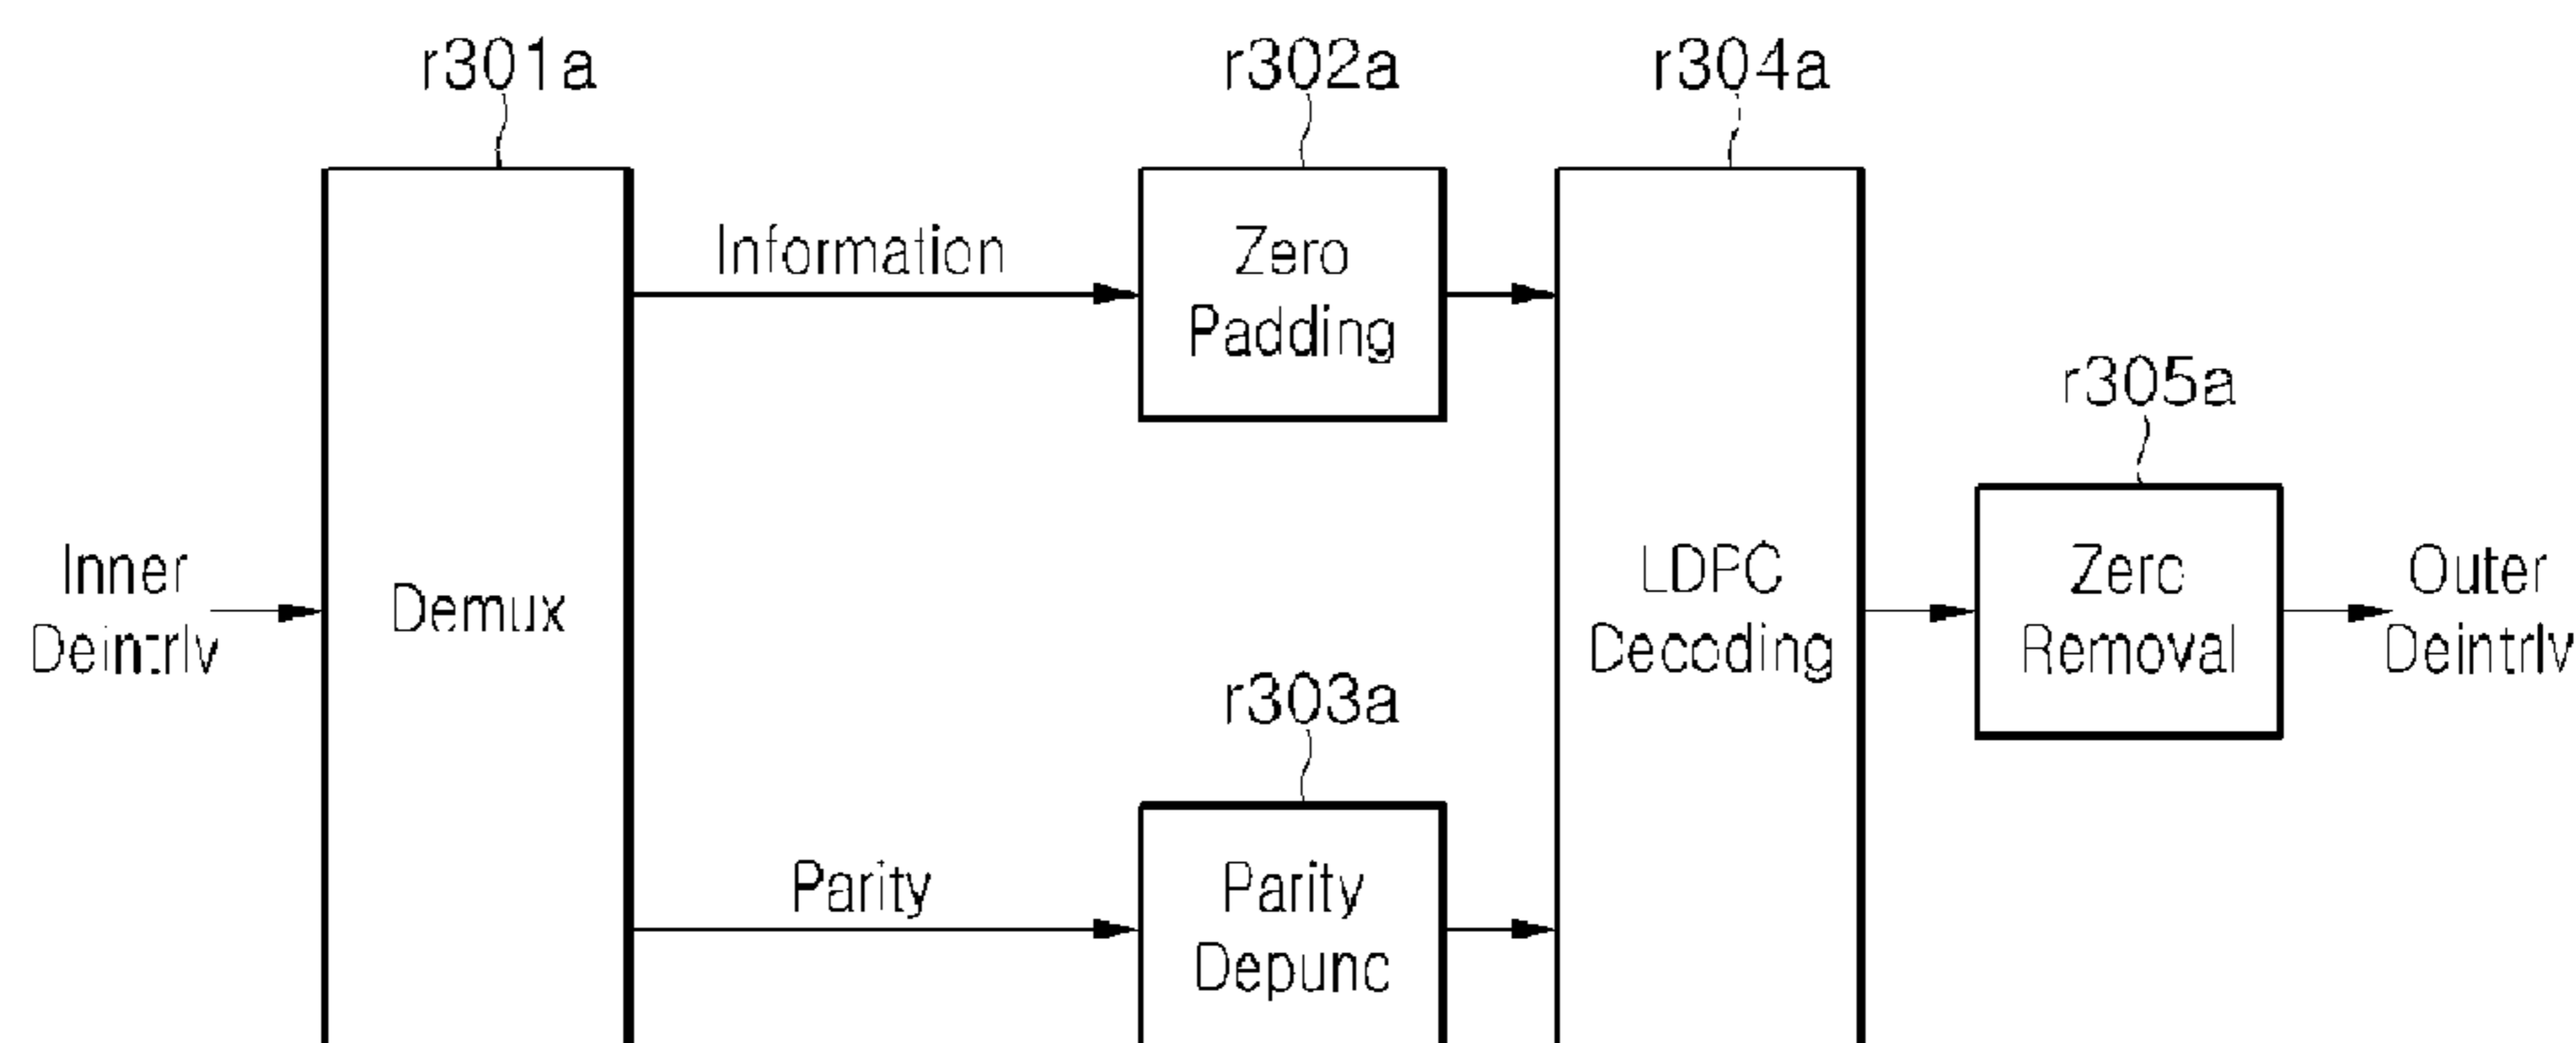 r301a
r302a
r304a
Information
Zero
Padding
r305a
Inner
Deintrlv
Demux
LDPC
Decoding
Zero
Removal
Outer
Deintrlv
r303a
Parity
Parity
Depunc